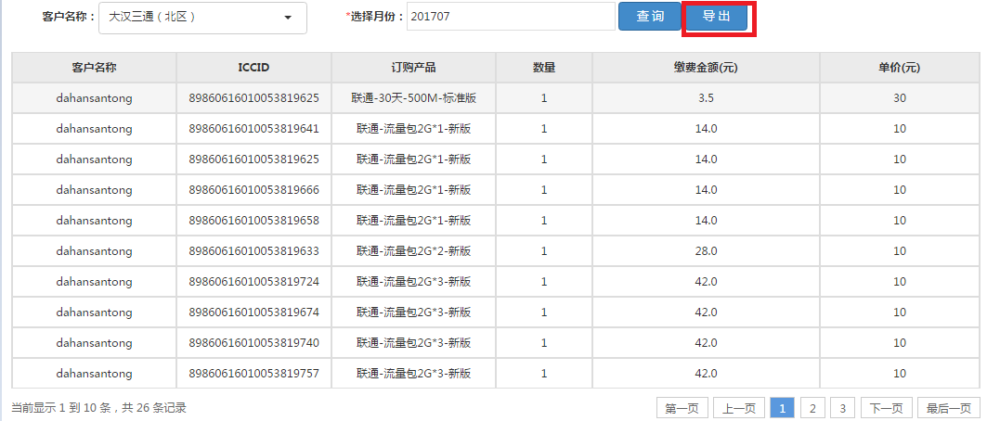 客户名称： 大汉三通（北区） *选择月份： 201707 查 询 导 出
客户名称 ICCID 订购产品 数量 缴费金额(元) 单价(元)
dahansantong 89860616010053819625 联通-30天-500M-标准版 1 3.5 30
dahansantong 89860616010053819641 联通-流量包2G*1-新版 1 14.0 10
dahansantong 89860616010053819625 联通-流量包2G*1-新版 1 14.0 10
dahansantong 89860616010053819666 联通-流量包2G*1-新版 1 14.0 10
dahansantong 89860616010053819658 联通-流量包2G*1-新版 1 14.0 10
dahansantong 89860616010053819633 联通-流量包2G*2-新版 1 28.0 10
dahansantong 89860616010053819724 联通-流量包2G*3-新版 1 42.0 10
dahansantong 89860616010053819674 联通-流量包2G*3-新版 1 42.0 10
dahansantong 89860616010053819740 联通-流量包2G*3-新版 1 42.0 10
dahansantong 89860616010053819757 联通-流量包2G*3-新版 1 42.0 10
当前显示 1 到 10 条，共 26 条记录 第一页 上一页 1 2 3 下一页 最后一页